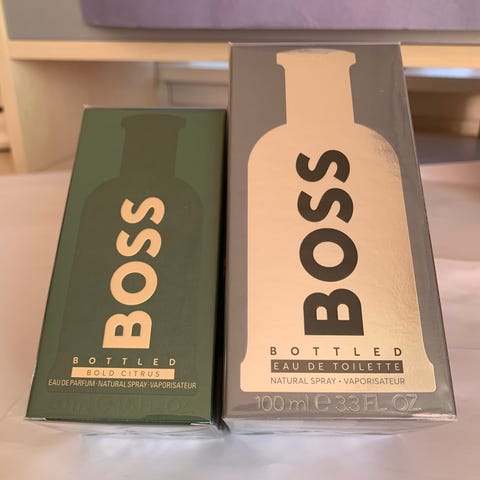 BOSS
BOTTLED
BOLD CITRUS
EAU DE PARFUM · NATURAL SPRAY · VAPORISATEUR
BOSS
BOTTLED
EAU DE TOILETTE
NATURAL SPRAY · VAPORISATEUR
100 ml ℮ 3.3 FL. OZ